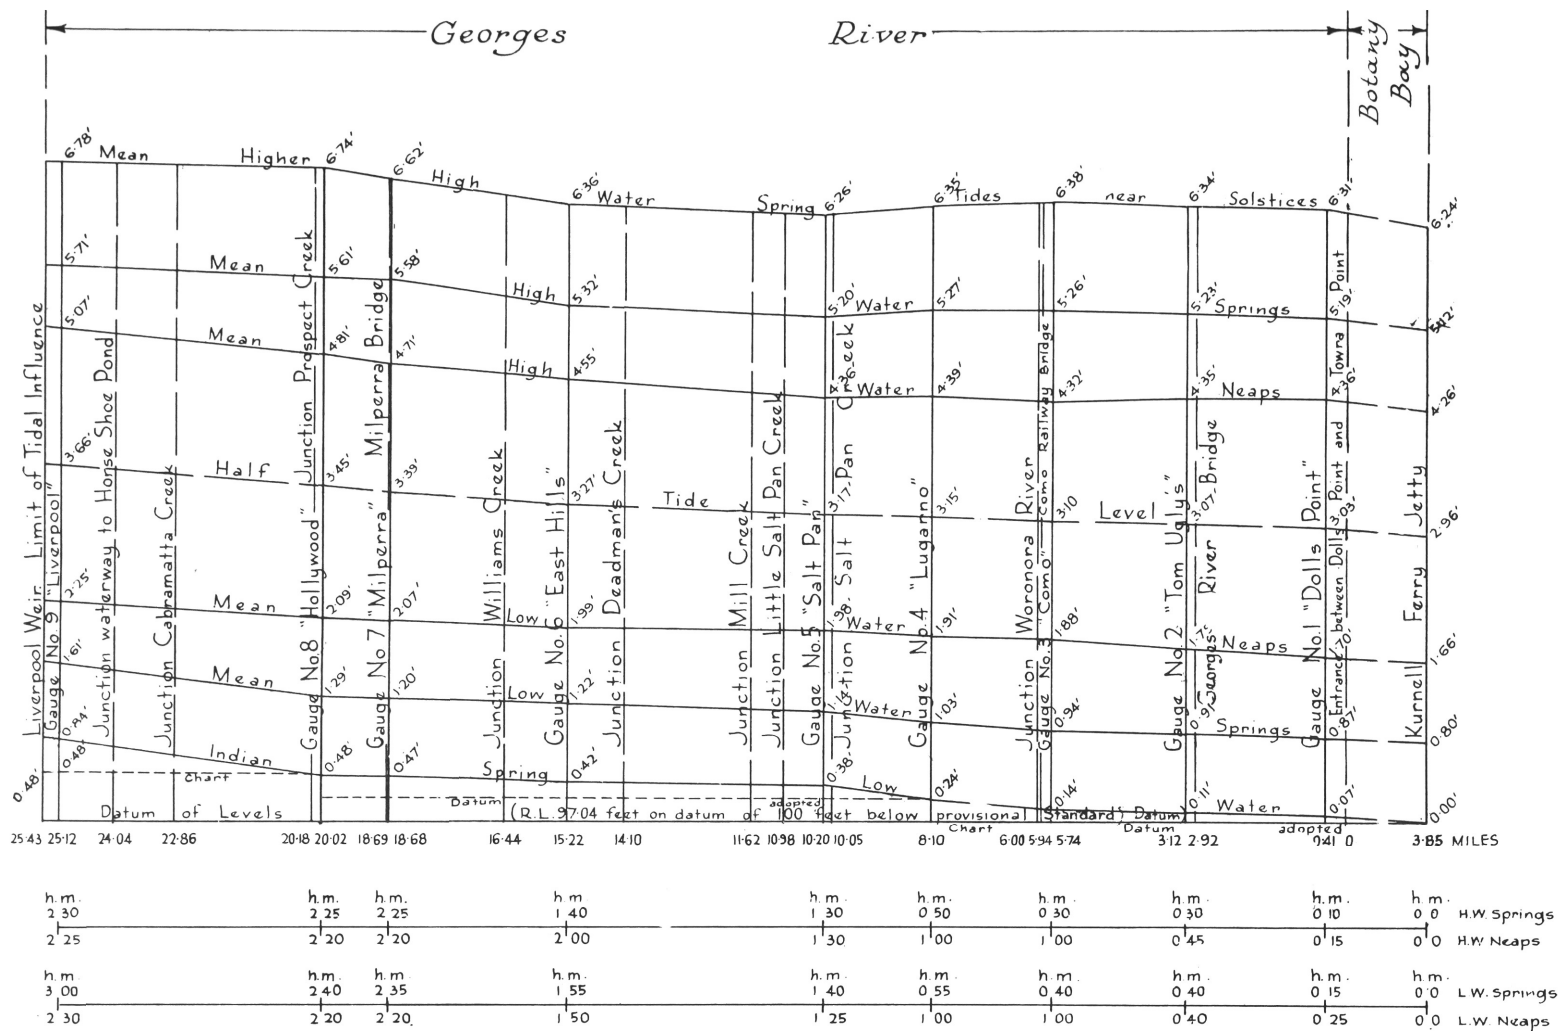 Georges River
Botany Bay
6·78' Mean Higher 6·74' 6·62' High 6·36' Water Spring 6·26' 6·35' Tides 6·38' near 6·34' Solstices 6·31' 6·24'
5·71' Mean 5·61' 5·58' High 5·32' 5·20' Water 5·27' 5·26' 5·23' Springs 5·19'
5·07' Mean 4·81' 4·71' High 4·55' 4·36' Water 4·39' 4·32' 4·35' Neaps 4·36' 4·26'
3·66' Half 3·45' 3·39' 3·27' Tide 3·17' 3·15' 3·10 Level 3·07' 3·03' 2·96'
2·25' Mean 2·09' 2·07' Low 1·99' 1·98' Water 1·91' 1·88' Neaps 1·66'
1·61' Mean 1·29' 1·20' Low 1·22' 1·14' Water 1·03' 0·94' Springs 0·87' 0·80'
0·48' 0·84' Indian 0·48' 0·47' Spring 0·42' 0·38' Low 0·24' 0·14' 0·11' Water 0·07' 0·00'
0·48'
Chart Datum adopted Chart Datum adopted
Datum of Levels (R.L. 97·04 feet on datum of 100 feet below provisional "Standard" Datum)
Liverpool Weir. Limit of Tidal Influence
Gauge No. 9 "Liverpool"
Junction waterway to Horse Shoe Pond
Junction Cabramatta Creek
Junction Prospect Creek
Gauge No. 8 "Hollywood"
Milperra Bridge
Gauge No 7 "Milperra"
Junction Williams Creek
Gauge No. 6 "East Hills"
Junction Deadman's Creek
Junction Mill Creek
Junction Little Salt Pan Creek
Gauge No. 5 "Salt Pan"
Junction Salt Pan Creek
Gauge No. 4 "Lugarno"
Junction Woronora River
Gauge No. 3 "Como" Como Railway Bridge
Gauge No. 2 "Tom Ugly's"
Georges River Bridge
Gauge No. 1 "Dolls Point"
Entrance between Dolls Point and Towra Point
Kurnell Ferry Jetty
25·43 25·12 24·04 22·86 20·18 20·02 18·69 18·68 16·44 15·22 14·10 11·62 10·98 10·20 10·05 8·10 6·00 5·94 5·74 3·12 2·92 0·41 0 MILES
h.m. h.m. h.m. h.m h.m. h.m. h.m. h.m. h.m. h.m.
2 30 2 25 2 25 1 40 1 30 0 50 0 30 0 30 0 10 0 0 H.W. Springs
2 25 2 20 2 20 2 00 1 30 1 00 1 00 0 45 0 15 0 0 H.W. Neaps
h.m. h.m. h.m. h.m. h.m. h.m. h.m. h.m. h.m. h.m.
3 00 2 40 2 35 1 55 1 40 0 55 0 40 0 40 0 15 0 0 L.W. Springs
2 30 2 20 2 20 1 50 1 25 1 00 1 00 0 40 0 25 0 0 L.W. Neaps